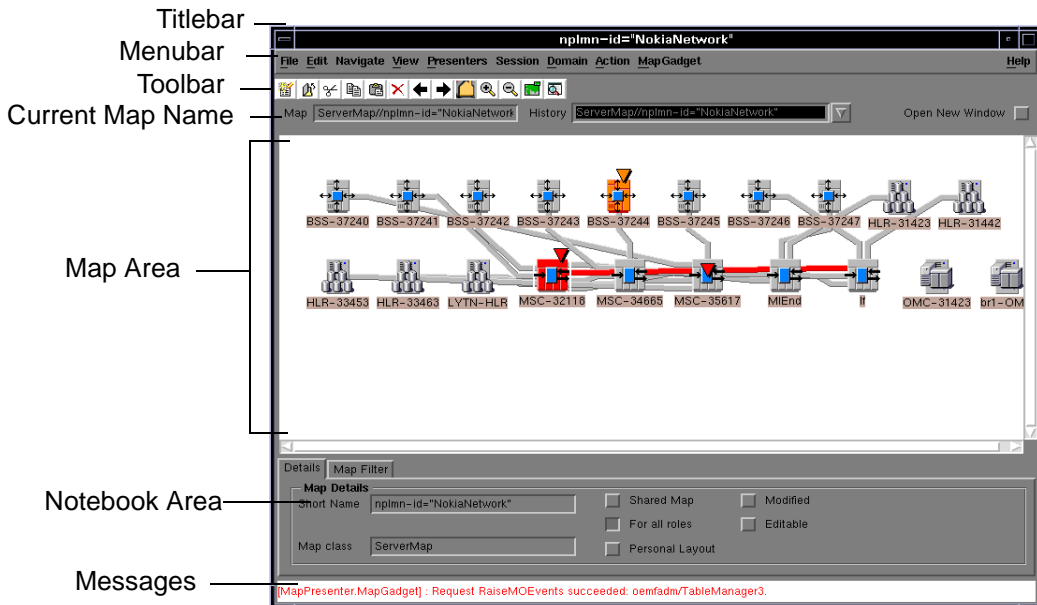 Titlebar
nplmn-id="NokiaNetwork"
Menubar
File Edit Navigate View Presenters Session Domain Action MapGadget Help
Toolbar
Current Map Name
Map ServerMap//nplmn-id="NokiaNetwork History ServerMap//nplmn-id="NokiaNetwork" Open New Window
BSS-37240 BSS-37241 BSS-37242 BSS-37243 BSS-37244 BSS-37245 BSS-37246 BSS-37247 HLR-31423 HLR-31442
Map Area
HLR-33453 HLR-33463 LYTN-HLR MSC-32118 MSC-34665 MSC-35617 MIEnd If OMC-31423 br1-OM
Details Map Filter
Map Details
Notebook Area
Short Name nplmn-id="NokiaNetwork" Shared Map Modified
For all roles Editable
Map class ServerMap Personal Layout
Messages
[MapPresenter.MapGadget] : Request RaiseMOEvents succeeded: oemfadm/TableManager3.